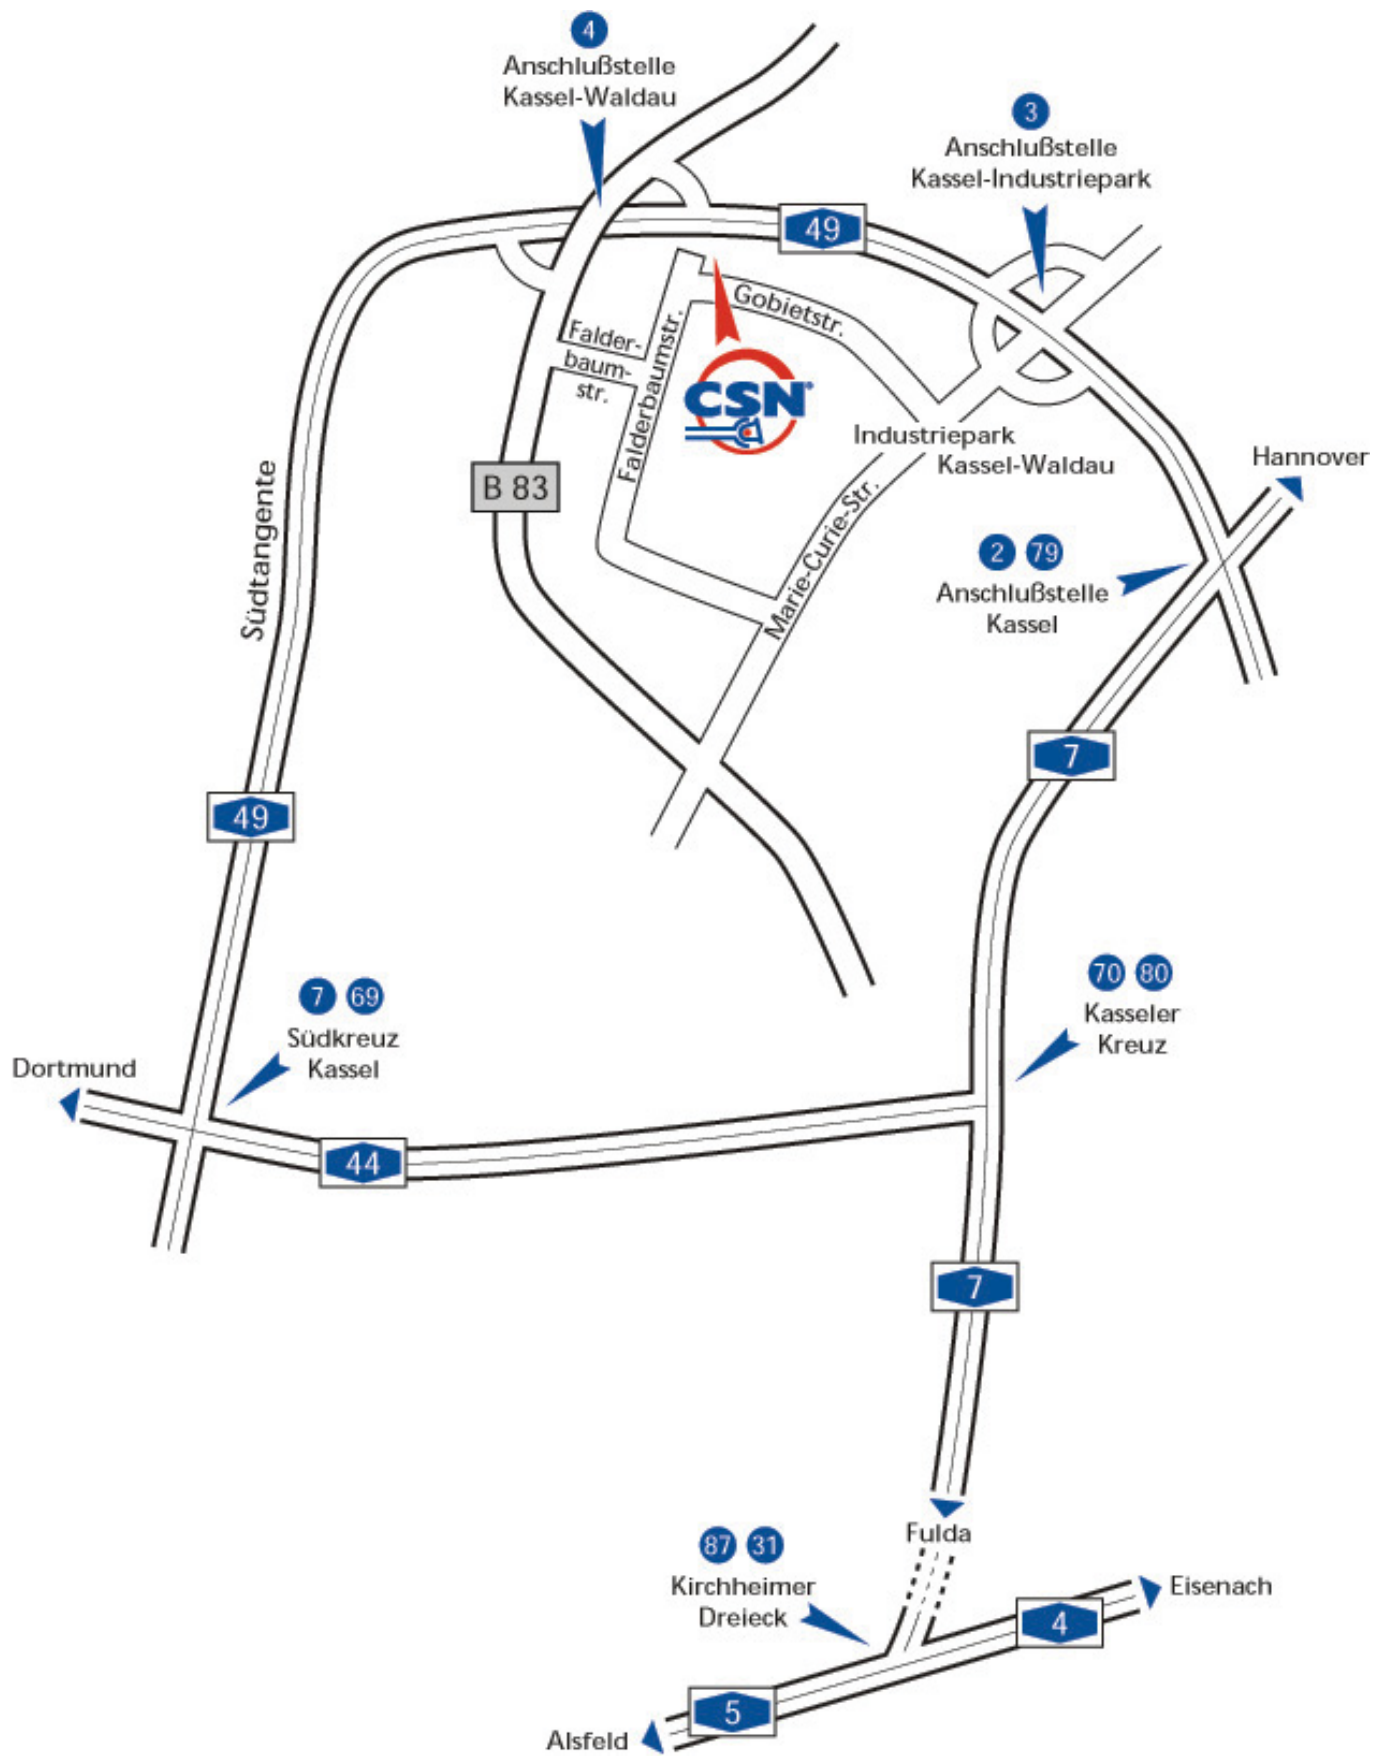 4
Anschlußstelle
Kassel-Waldau
3
Anschlußstelle
Kassel-Industriepark
49
Gobietstr.
Falder-
baum-
str.
Falderbaumstr.
CSN®
Industriepark
Kassel-Waldau
Hannover
B 83
Südtangente
Marie-Curie-Str.
2 79
Anschlußstelle
Kassel
7
49
70 80
Kasseler
Kreuz
7 69
Südkreuz
Kassel
Dortmund
44
7
Fulda
87 31
Kirchheimer
Dreieck
Eisenach
4
5
Alsfeld